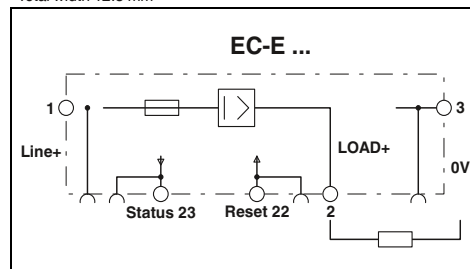 Total width 12.5 mm
EC-E ...
1
3
Line+
LOAD+
0V
Status 23
Reset 22
2